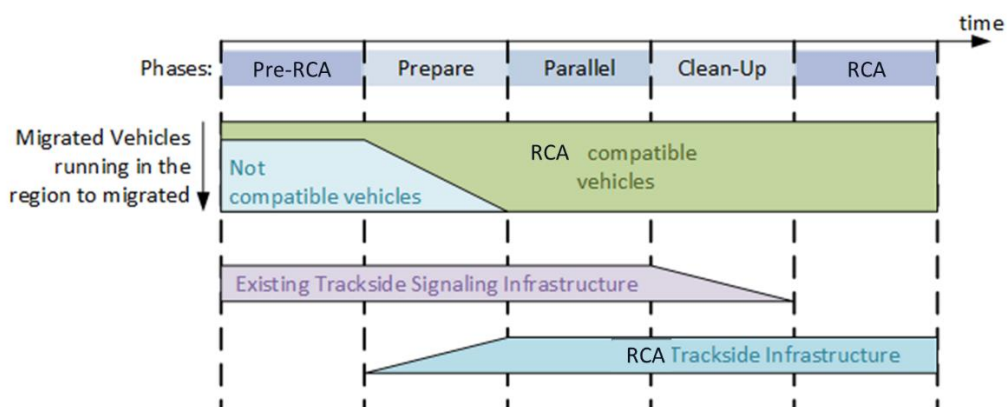 time
Phases: Pre-RCA Prepare Parallel Clean-Up RCA
Migrated Vehicles
running in the
region to migrated
RCA compatible
vehicles
Not
compatible vehicles
Existing Trackside Signaling Infrastructure
RCA Trackside Infrastructure